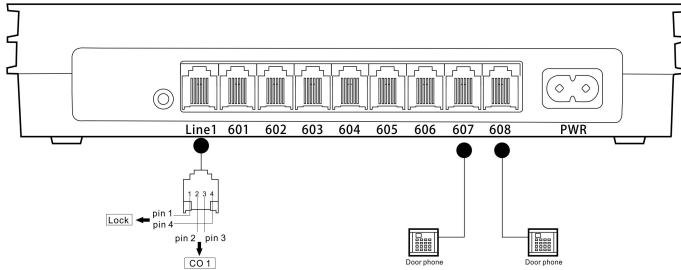 Line1 601 602 603 604 605 606 607 608 PWR
1 2 3 4
pin 1
Lock
pin 4
pin 2 pin 3
CO 1
Door phone Door phone